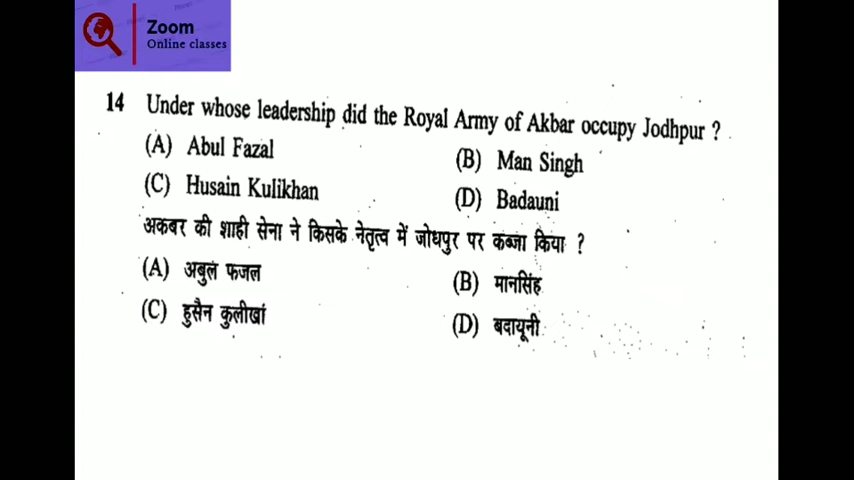 Zoom
Online classes
14 Under whose leadership did the Royal Army of Akbar occupy Jodhpur ?
(A) Abul Fazal (B) Man Singh
(C) Husain Kulikhan (D) Badauni
अकबर की शाही सेना ने किसके नेतृत्व में जोधपुर पर कब्जा किया ?
(A) अबुल फजल (B) मानसिंह
(C) हुसैन कुलीखां (D) बदायूनी